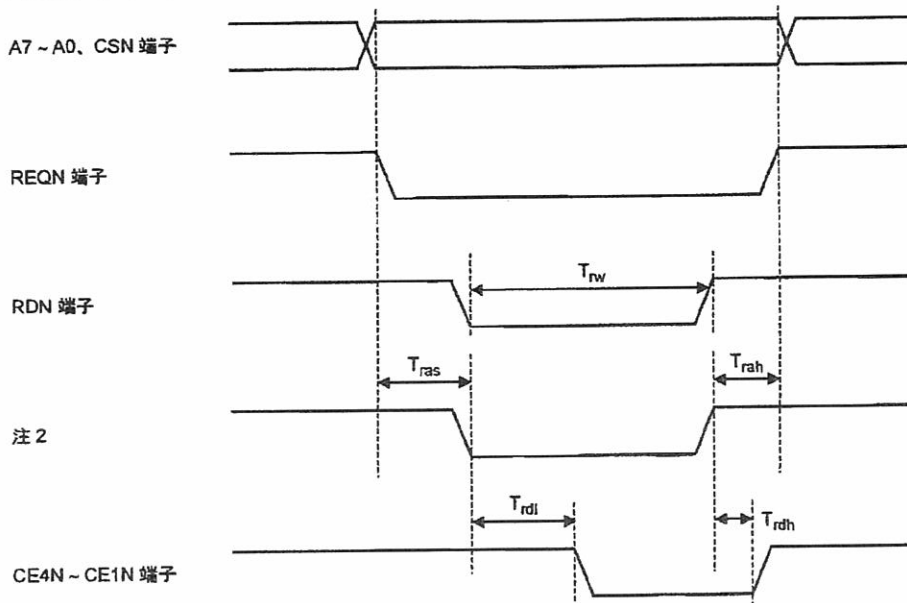 A7 ~ A0、CSN 端子
REQN 端子
Trw
RDN 端子
Tras
Trah
注 2
Trdl
Trdh
CE4N ~ CE1N 端子